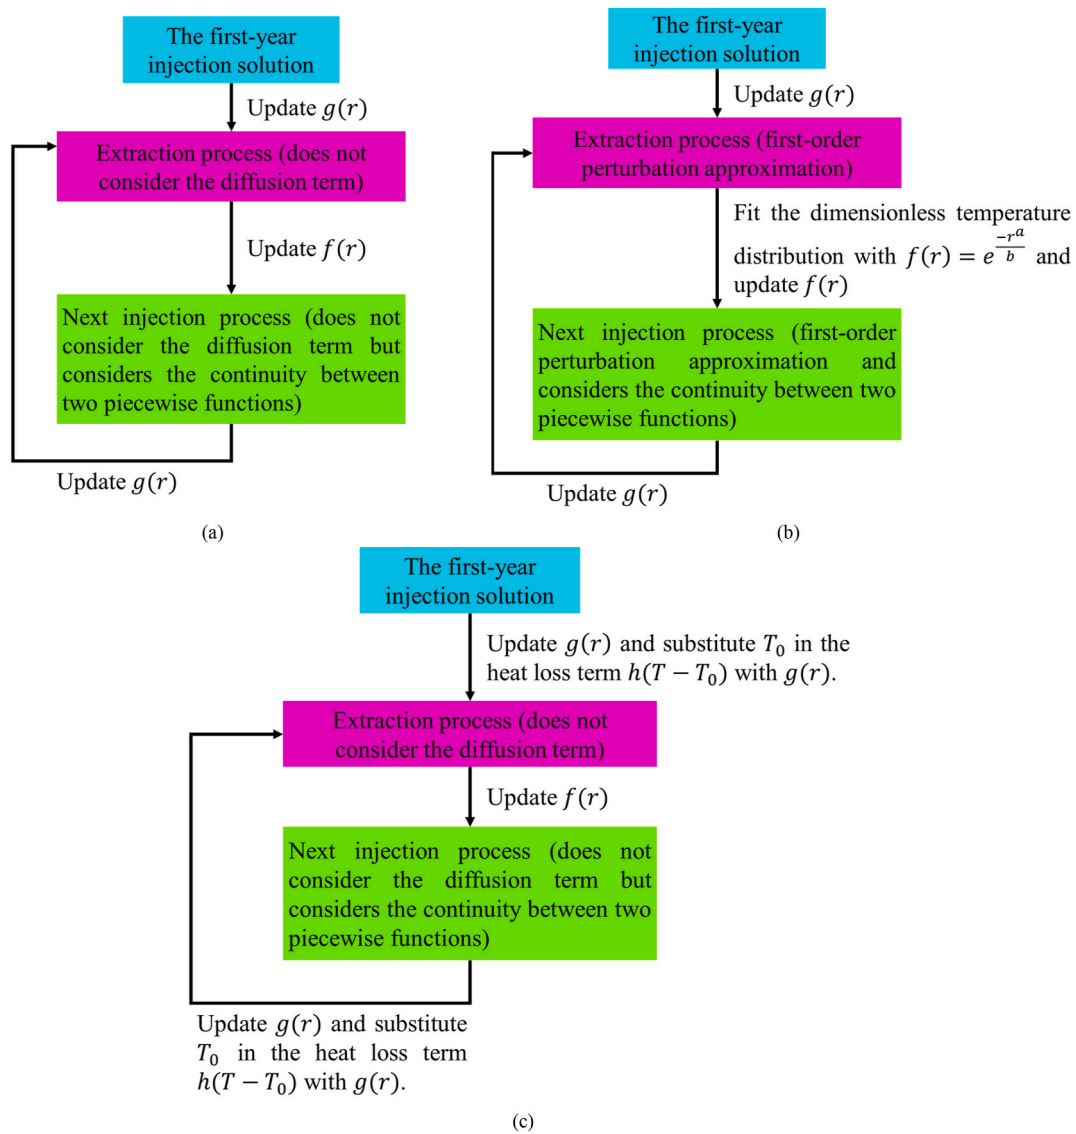 The first-year
injection solution
Update g(r)
Extraction process (does not
consider the diffusion term)
Update f(r)
Next injection process (does not
consider the diffusion term but
considers the continuity between
two piecewise functions)
Update g(r)
(a)
The first-year
injection solution
Update g(r)
Extraction process (first-order
perturbation approximation)
Fit the dimensionless temperature
distribution with f(r) = e^{\frac{-r^a}{b}} and
update f(r)
Next injection process (first-order
perturbation approximation and
considers the continuity between two
piecewise functions)
Update g(r)
(b)
The first-year
injection solution
Update g(r) and substitute T₀ in the
heat loss term h(T − T₀) with g(r).
Extraction process (does not
consider the diffusion term)
Update f(r)
Next injection process (does not
consider the diffusion term but
considers the continuity between two
piecewise functions)
Update g(r) and substitute
T₀ in the heat loss term
h(T − T₀) with g(r).
(c)